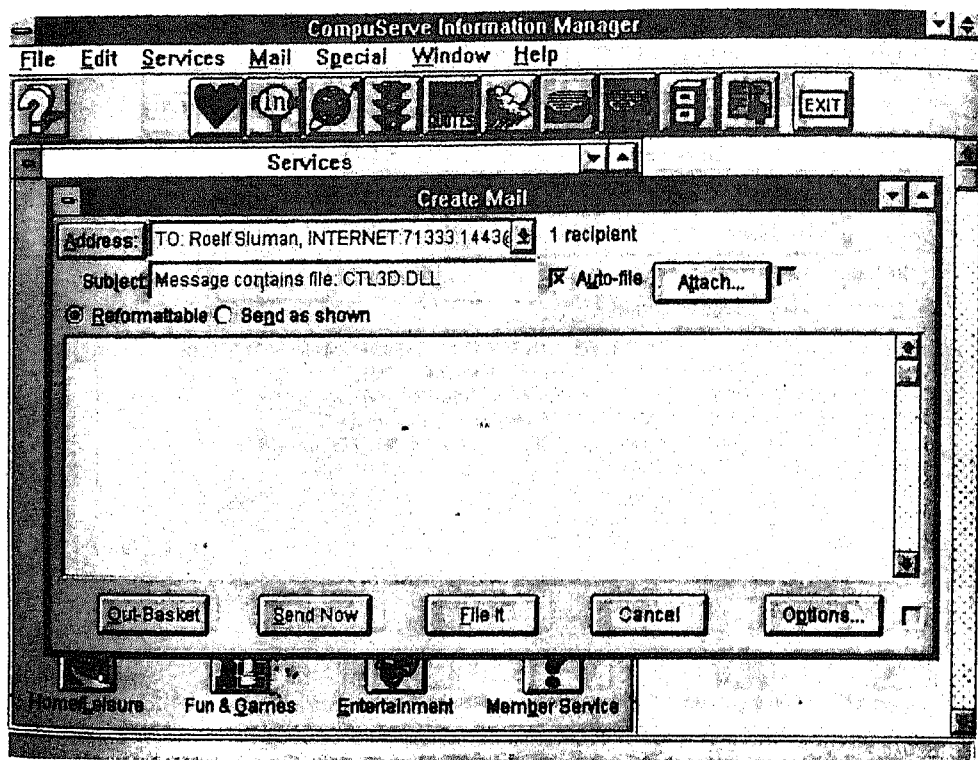 CompuServe Information Manager
File Edit Services Mail Special Window Help
In QUOTES EXIT
Services
Create Mail
Address: TO: Roelf Sluman, INTERNET:71333.1443@ 1 recipient
Subject: Message contains file: CTL3D.DLL Auto-file Attach...
Reformattable Send as shown
Out-Basket Send Now File It Cancel Options...
Home/Leisure Fun & Games Entertainment Member Service